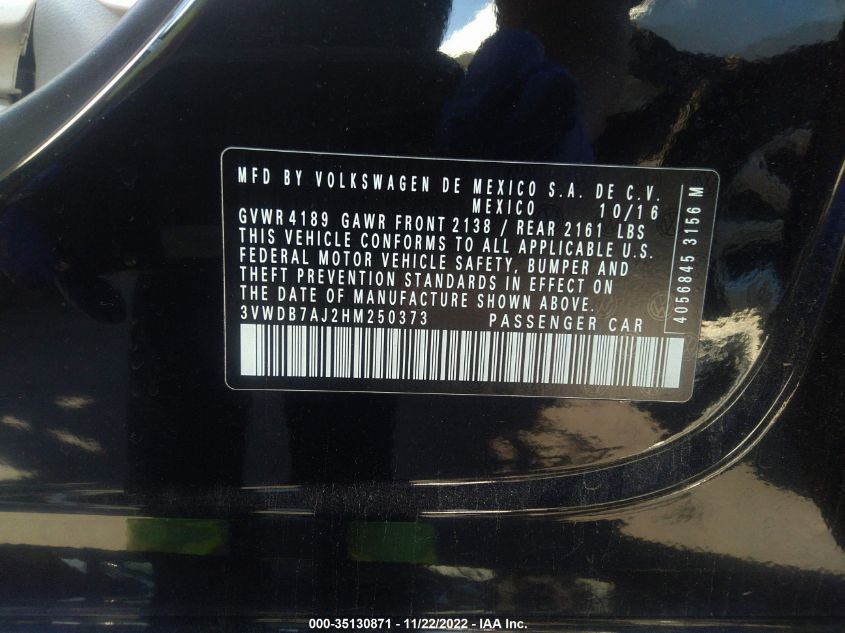 MFD BY VOLKSWAGEN DE MEXICO S.A. DE C.V.
MEXICO 10/16
GVWR 4189 GAWR FRONT 2138 / REAR 2161 LBS
THIS VEHICLE CONFORMS TO ALL APPLICABLE U.S.
FEDERAL MOTOR VEHICLE SAFETY, BUMPER AND
THEFT PREVENTION STANDARDS IN EFFECT ON
THE DATE OF MANUFACTURE SHOWN ABOVE.
3VWDB7AJ2HM250373 PASSENGER CAR
4056845 3156 M
000-35130871 - 11/22/2022 - IAA Inc.